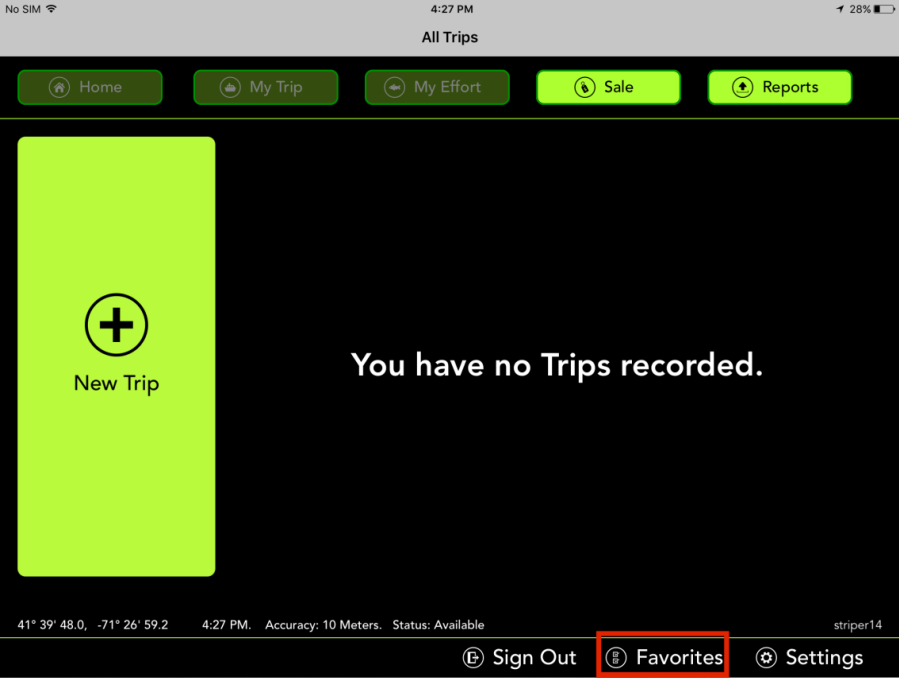 No SIM 4:27 PM 28%
All Trips
Home My Trip My Effort Sale Reports
New Trip
You have no Trips recorded.
41° 39' 48.0, -71° 26' 59.2 4:27 PM. Accuracy: 10 Meters. Status: Available striper14
Sign Out Favorites Settings